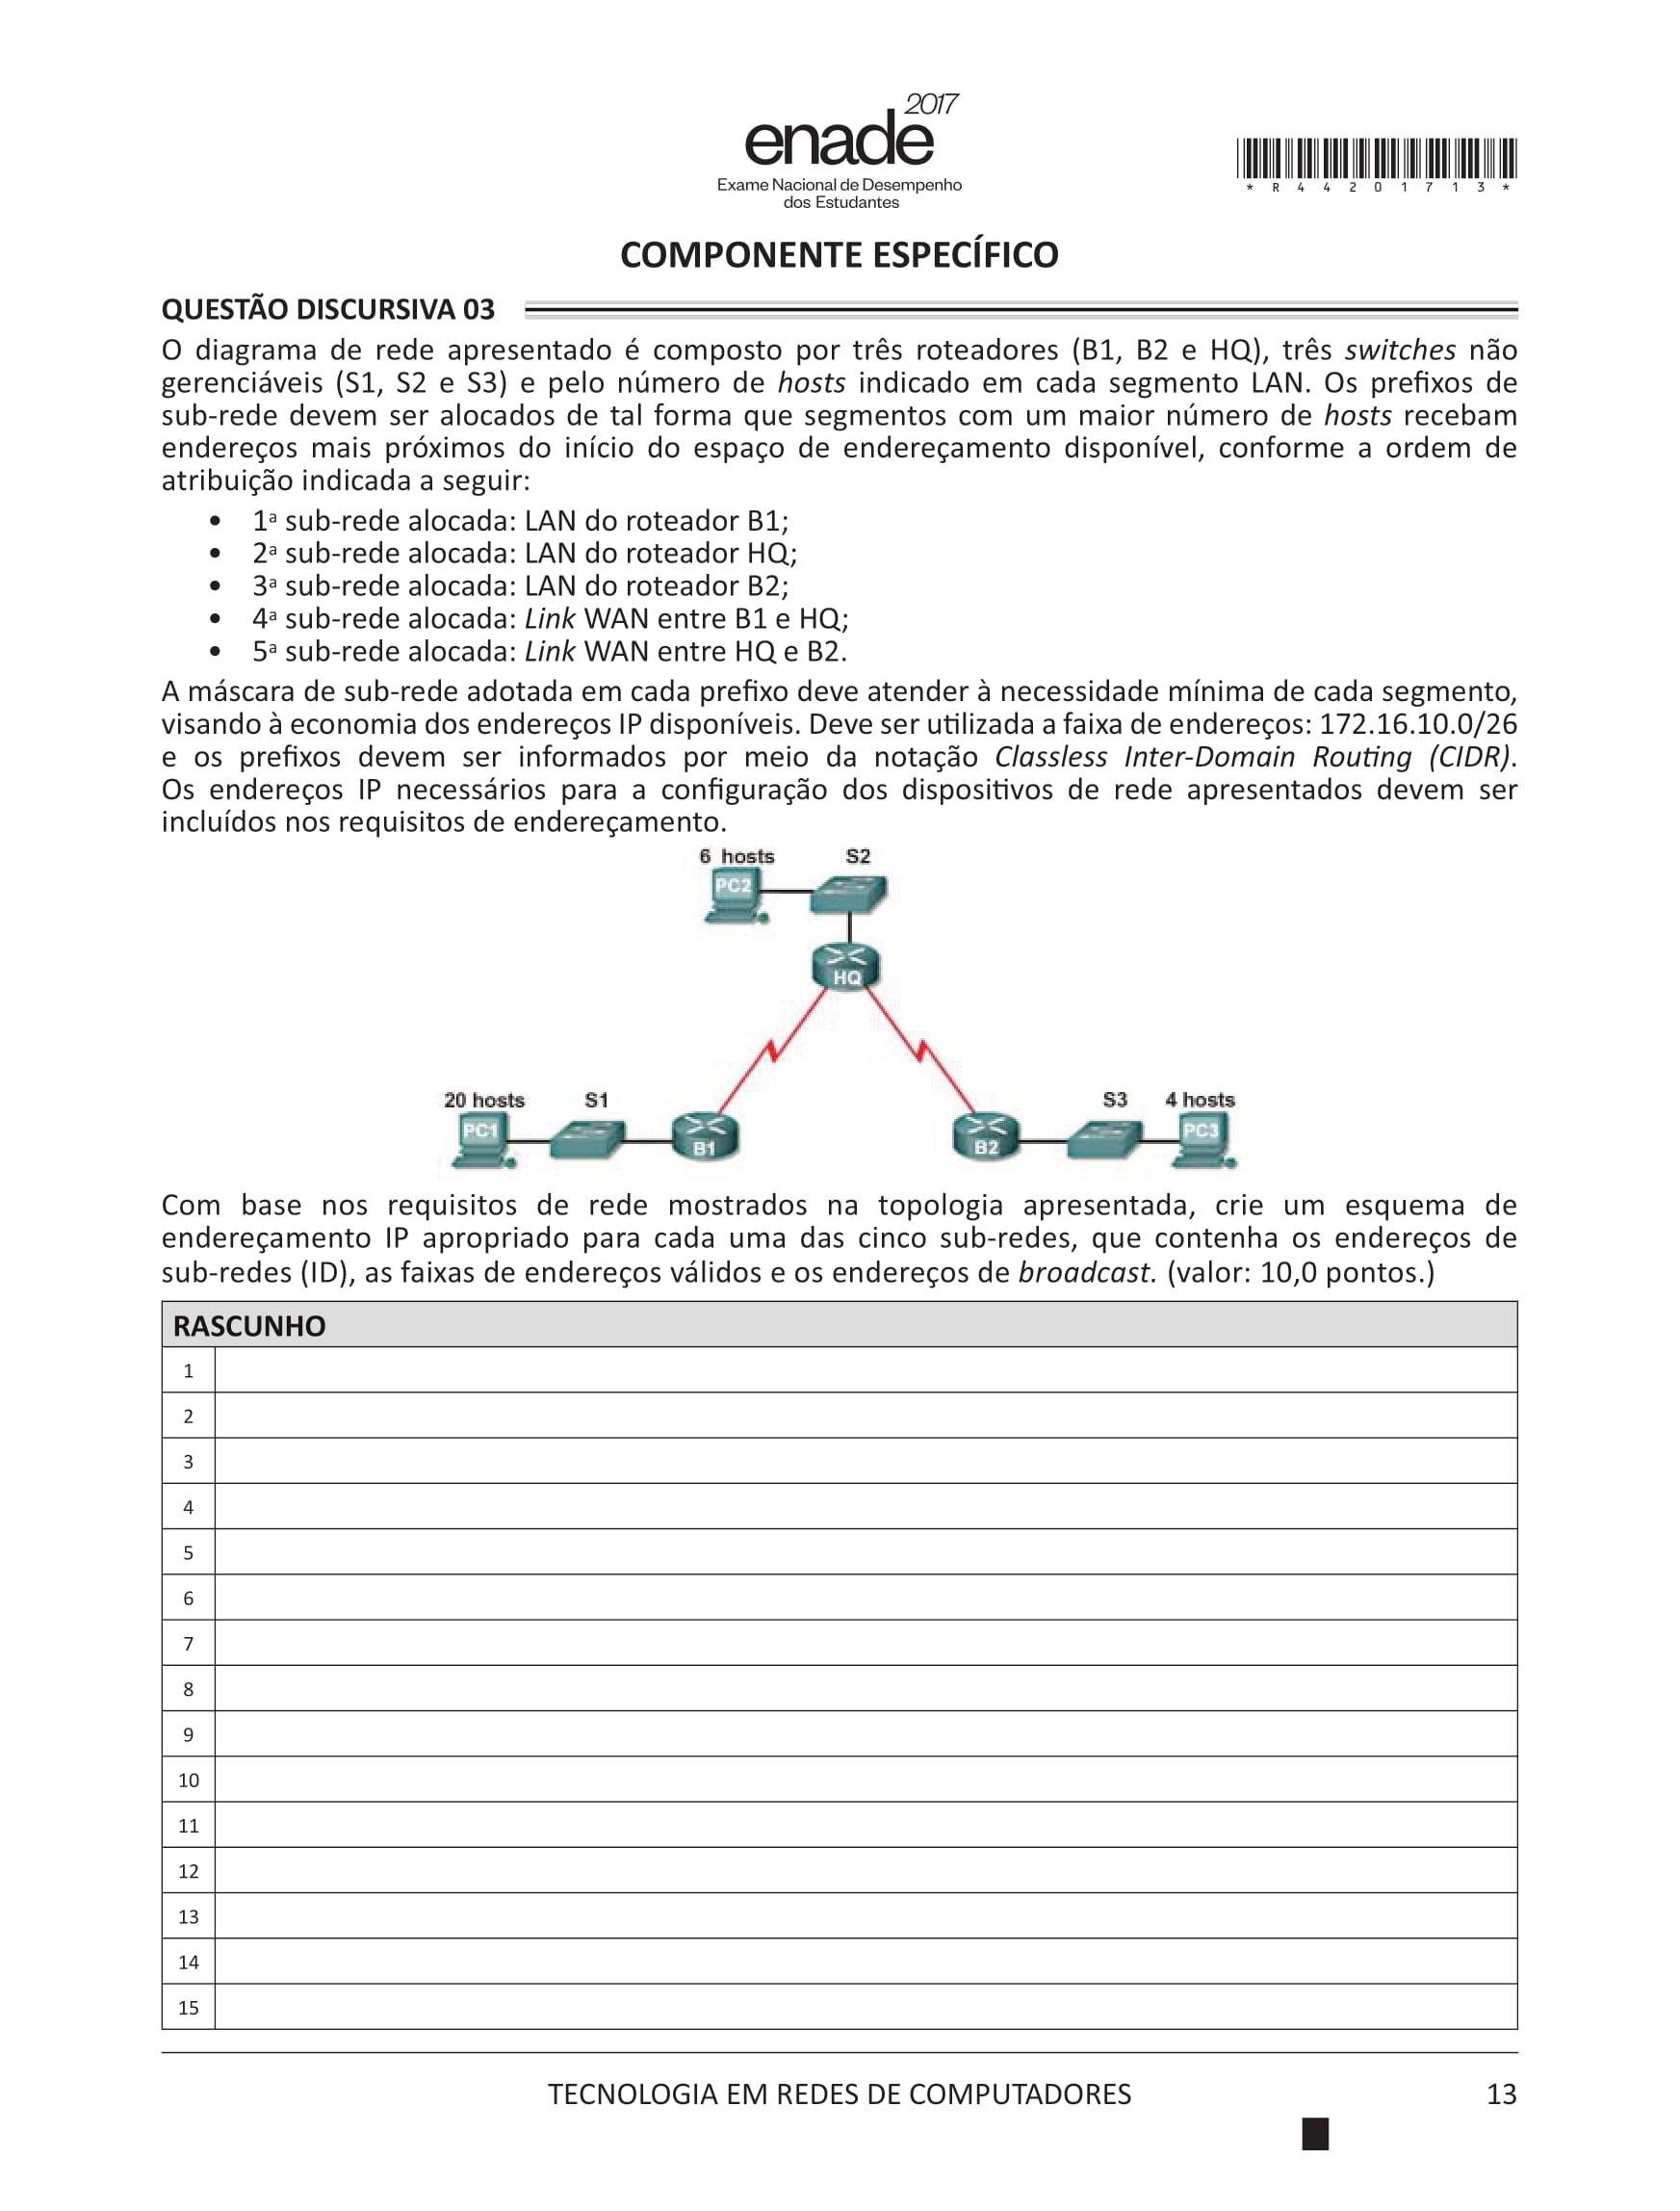 2017
enade
Exame Nacional de Desempenho
dos Estudantes
* R 4 4 2 0 1 7 1 3 *
COMPONENTE ESPECÍFICO
QUESTÃO DISCURSIVA 03
O diagrama de rede apresentado é composto por três roteadores (B1, B2 e HQ), três switches não
gerenciáveis (S1, S2 e S3) e pelo número de hosts indicado em cada segmento LAN. Os prefixos de
sub-rede devem ser alocados de tal forma que segmentos com um maior número de hosts recebam
endereços mais próximos do início do espaço de endereçamento disponível, conforme a ordem de
atribuição indicada a seguir:
• 1ª sub-rede alocada: LAN do roteador B1;
• 2ª sub-rede alocada: LAN do roteador HQ;
• 3ª sub-rede alocada: LAN do roteador B2;
• 4ª sub-rede alocada: Link WAN entre B1 e HQ;
• 5ª sub-rede alocada: Link WAN entre HQ e B2.
A máscara de sub-rede adotada em cada prefixo deve atender à necessidade mínima de cada segmento,
visando à economia dos endereços IP disponíveis. Deve ser utilizada a faixa de endereços: 172.16.10.0/26
e os prefixos devem ser informados por meio da notação Classless Inter-Domain Routing (CIDR).
Os endereços IP necessários para a configuração dos dispositivos de rede apresentados devem ser
incluídos nos requisitos de endereçamento.
6 hosts S2
PC2
HQ
20 hosts S1 S3 4 hosts
PC1 B1 B2 PC3
Com base nos requisitos de rede mostrados na topologia apresentada, crie um esquema de
endereçamento IP apropriado para cada uma das cinco sub-redes, que contenha os endereços de
sub-redes (ID), as faixas de endereços válidos e os endereços de broadcast. (valor: 10,0 pontos.)
RASCUNHO
1
2
3
4
5
6
7
8
9
10
11
12
13
14
15
TECNOLOGIA EM REDES DE COMPUTADORES 13